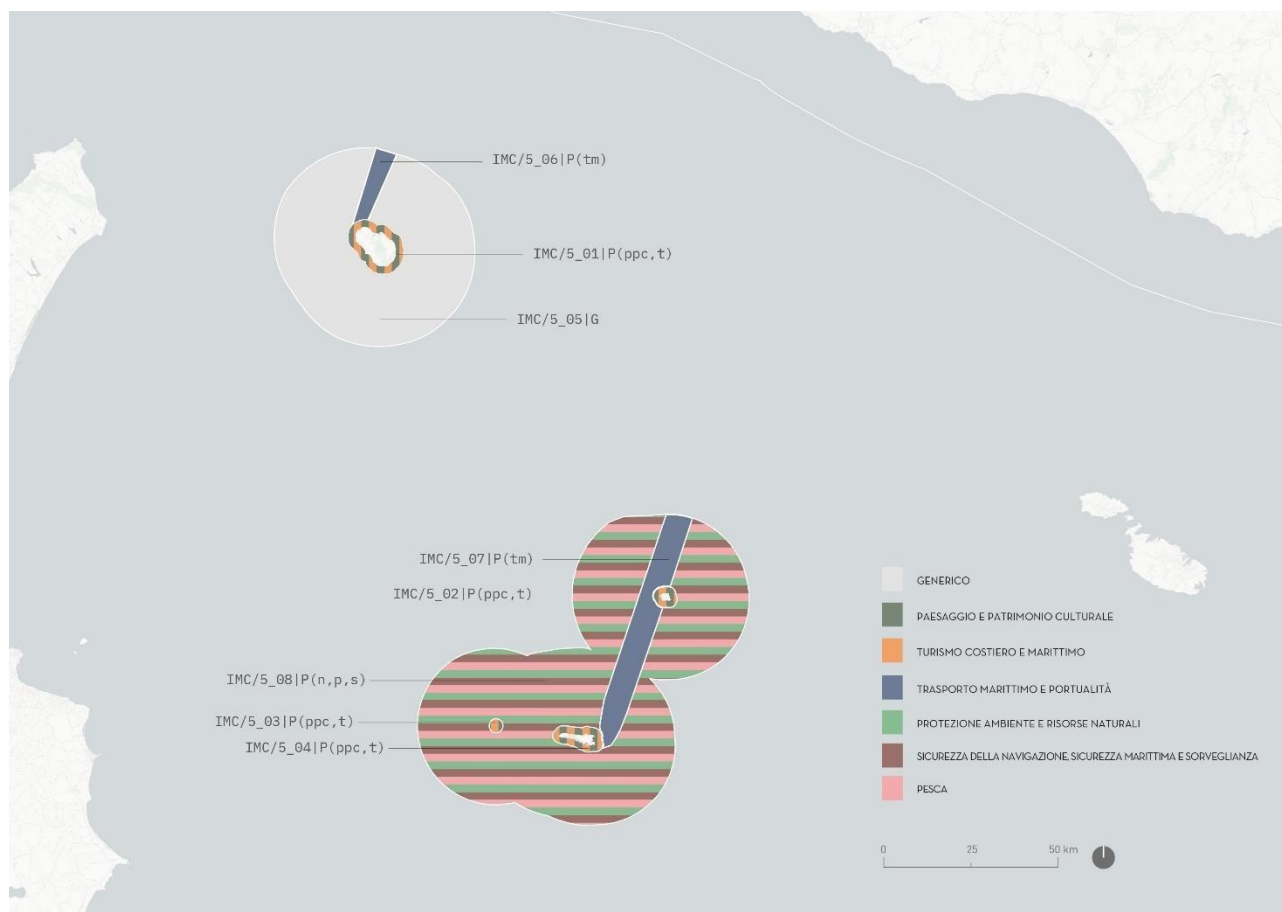 IMC/5_06|P(tm)
IMC/5_01|P(ppc,t)
IMC/5_05|G
IMC/5_07|P(tm)
IMC/5_02|P(ppc,t)
IMC/5_08|P(n,p,s)
IMC/5_03|P(ppc,t)
IMC/5_04|P(ppc,t)
GENERICO
PAESAGGIO E PATRIMONIO CULTURALE
TURISMO COSTIERO E MARITTIMO
TRASPORTO MARITTIMO E PORTUALITÀ
PROTEZIONE AMBIENTE E RISORSE NATURALI
SICUREZZA DELLA NAVIGAZIONE, SICUREZZA MARITTIMA E SORVEGLIANZA
PESCA
0 25 50 km